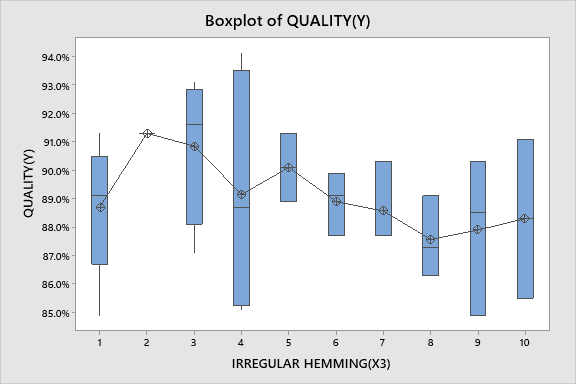 Boxplot of QUALITY(Y)
94.0%
93.0%
92.0%
91.0%
90.0%
89.0%
88.0%
87.0%
86.0%
85.0%
QUALITY(Y)
1 2 3 4 5 6 7 8 9 10
IRREGULAR HEMMING(X3)